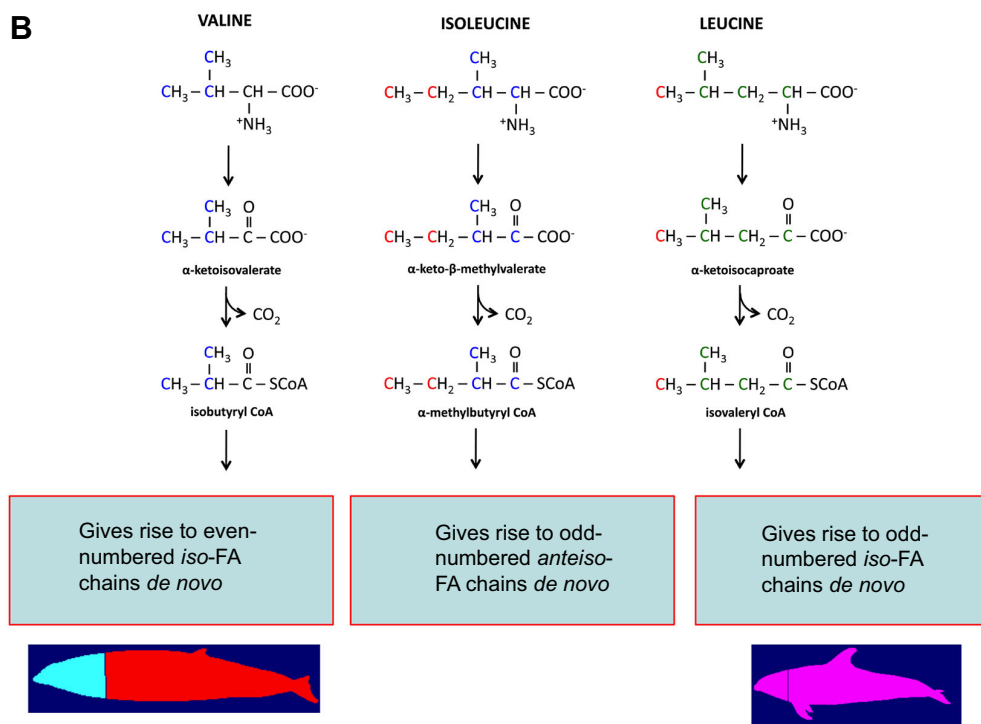 B
VALINE
CH₃
CH₃ – CH – CH – COO⁻
⁺NH₃
α-ketoisovalerate
CH₃ O
CH₃ – CH – C – COO⁻
CO₂
CH₃ O
CH₃ – CH – C – SCoA
isobutyryl CoA
Gives rise to even-
numbered iso-FA
chains de novo
ISOLEUCINE
CH₃
CH₃ – CH₂ – CH – CH – COO⁻
⁺NH₃
CH₃ O
CH₃ – CH₂ – CH – C – COO⁻
α-keto-β-methylvalerate
CO₂
CH₃ O
CH₃ – CH₂ – CH – C – SCoA
α-methylbutyryl CoA
Gives rise to odd-
numbered anteiso-
FA chains de novo
LEUCINE
CH₃
CH₃ – CH – CH₂ – CH – COO⁻
⁺NH₃
CH₃ O
CH₃ – CH – CH₂ – C – COO⁻
α-ketoisocaproate
CO₂
CH₃ O
CH₃ – CH – CH₂ – C – SCoA
isovaleryl CoA
Gives rise to odd-
numbered iso-FA
chains de novo